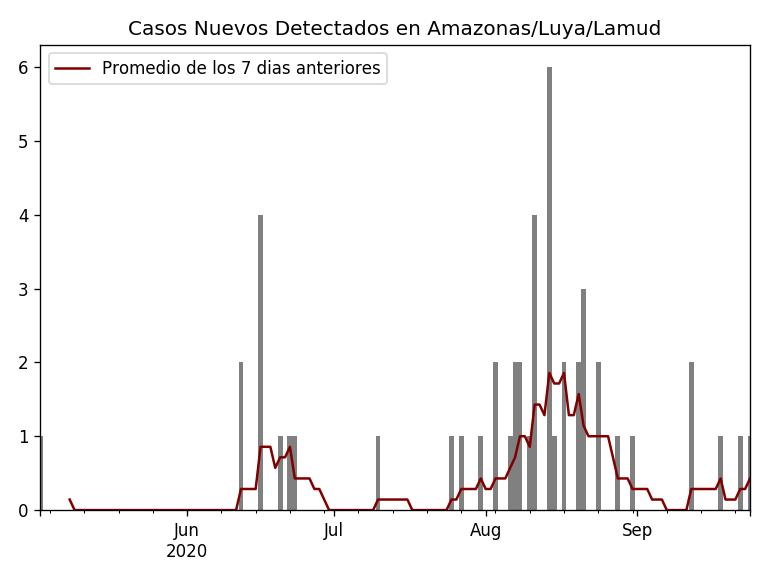 Casos Nuevos Detectados en Amazonas/Luya/Lamud
Promedio de los 7 dias anteriores
6
5
4
3
2
1
0
Jun Jul Aug Sep
2020